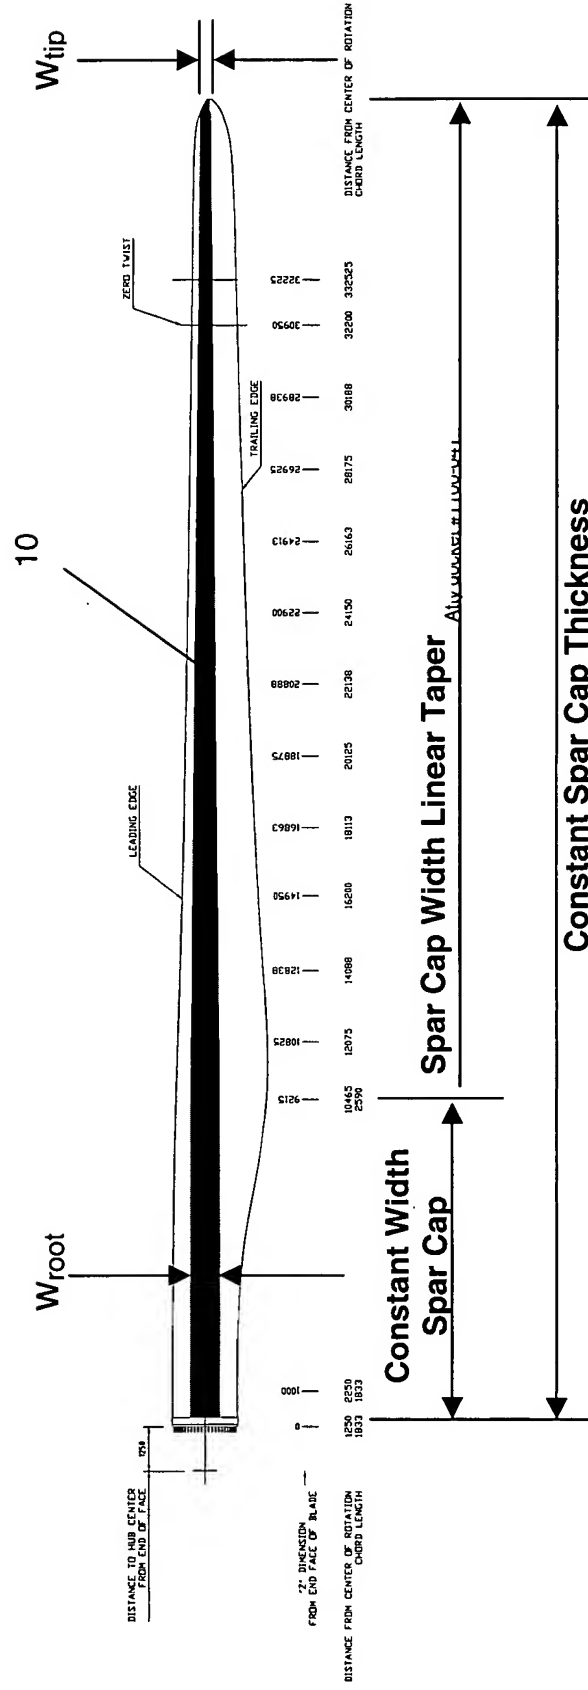 Wroot
10
Wtip
DISTANCE TO HUB CENTER
FROM END OF FACE
1250
LEADING EDGE
ZERO TWIST
TRAILING EDGE
"Z" DIMENSION
FROM END FACE OF BLADE
0 1000 9215 10825 12838 14950 16863 18875 20888 22900 24913 26925 28938 30950 32225
DISTANCE FROM CENTER OF ROTATION
1250 2250 10465 12075 14088 16200 18113 20125 22138 24150 26163 28175 30188 32200 332525
DISTANCE FROM CENTER OF ROTATION
CHORD LENGTH
1833 1833 2590
CHORD LENGTH
Constant Width
Spar Cap
Spar Cap Width Linear Taper
Constant Spar Cap Thickness